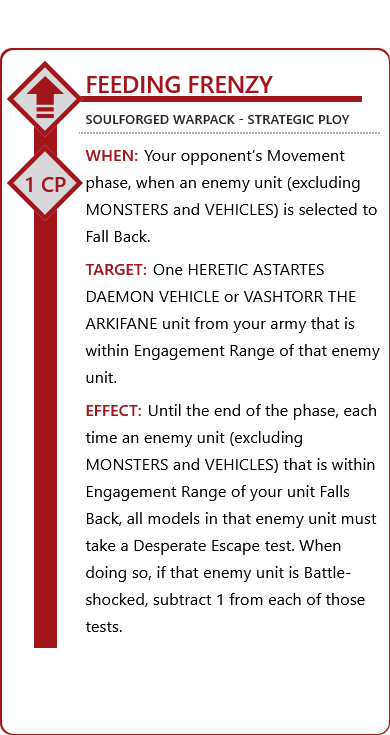 FEEDING FRENZY
SOULFORGED WARPACK - STRATEGIC PLOY
1 CP
WHEN: Your opponent's Movement
phase, when an enemy unit (excluding
MONSTERS and VEHICLES) is selected to
Fall Back.
TARGET: One HERETIC ASTARTES
DAEMON VEHICLE or VASHTORR THE
ARKIFANE unit from your army that is
within Engagement Range of that enemy
unit.
EFFECT: Until the end of the phase, each
time an enemy unit (excluding
MONSTERS and VEHICLES) that is within
Engagement Range of your unit Falls
Back, all models in that enemy unit must
take a Desperate Escape test. When
doing so, if that enemy unit is Battle-
shocked, subtract 1 from each of those
tests.